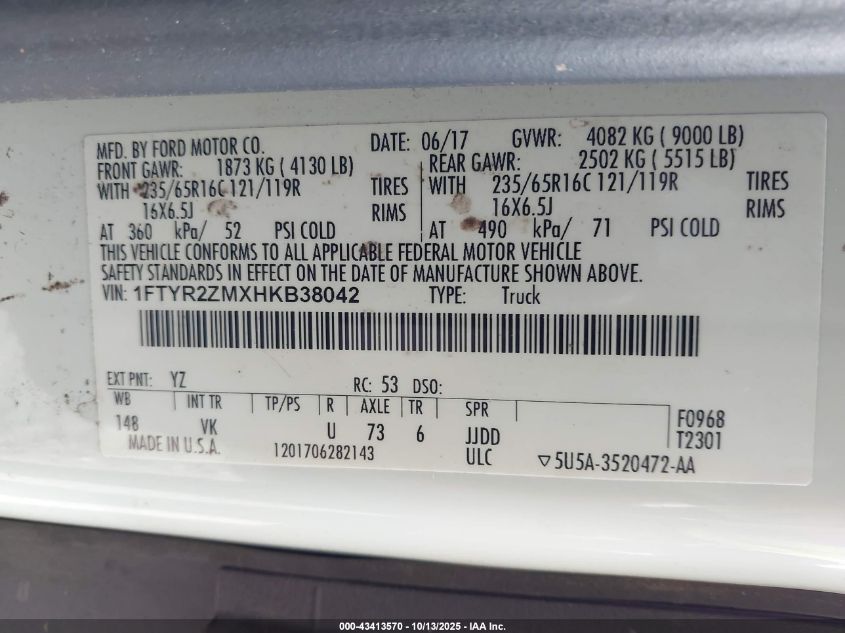 MFD. BY FORD MOTOR CO. DATE: 06/17 GVWR: 4082 KG ( 9000 LB)
FRONT GAWR: 1873 KG ( 4130 LB) REAR GAWR: 2502 KG ( 5515 LB)
WITH 235/65R16C 121/119R TIRES WITH 235/65R16C 121/119R TIRES
16X6.5J RIMS 16X6.5J RIMS
AT 360 kPa/ 52 PSI COLD AT 490 kPa/ 71 PSI COLD
THIS VEHICLE CONFORMS TO ALL APPLICABLE FEDERAL MOTOR VEHICLE
SAFETY STANDARDS IN EFFECT ON THE DATE OF MANUFACTURE SHOWN ABOVE.
VIN: 1FTYR2ZMXHKB38042 TYPE: Truck
EXT PNT: YZ RC: 53 DSO:
WB INT TR TP/PS R AXLE TR SPR F0968
148 VK U 73 6 JJDD T2301
MADE IN U.S.A. 1201706282143 ULC ▽5U5A-3520472-AA
000-43413570 - 10/13/2025 - IAA Inc.